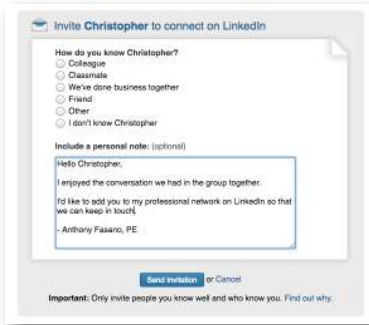 Invite Christopher to connect on LinkedIn
How do you know Christopher?
Colleague
Classmate
We've done business together
Friend
Other
I don't know Christopher
Include a personal note: (optional)
Hello Christopher,
I enjoyed the conversation we had in the group together.
I'd like to add you to my professional network on LinkedIn so that
we can keep in touch.
- Anthony Fasano, PE
Send Invitation or Cancel
Important: Only invite people you know well and who know you. Find out why.